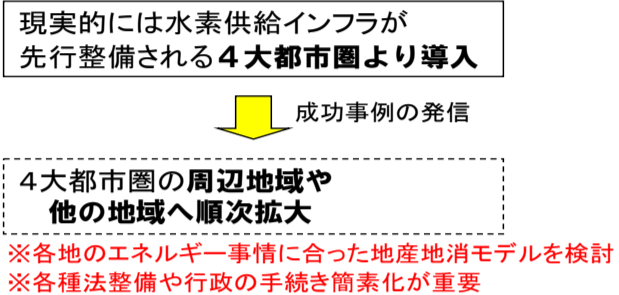 現実的には水素供給インフラが
先行整備される４大都市圏より導入
成功事例の発信
４大都市圏の周辺地域や
他の地域へ順次拡大
※各地のエネルギー事情に合った地産地消モデルを検討
※各種法整備や行政の手続き簡素化が重要